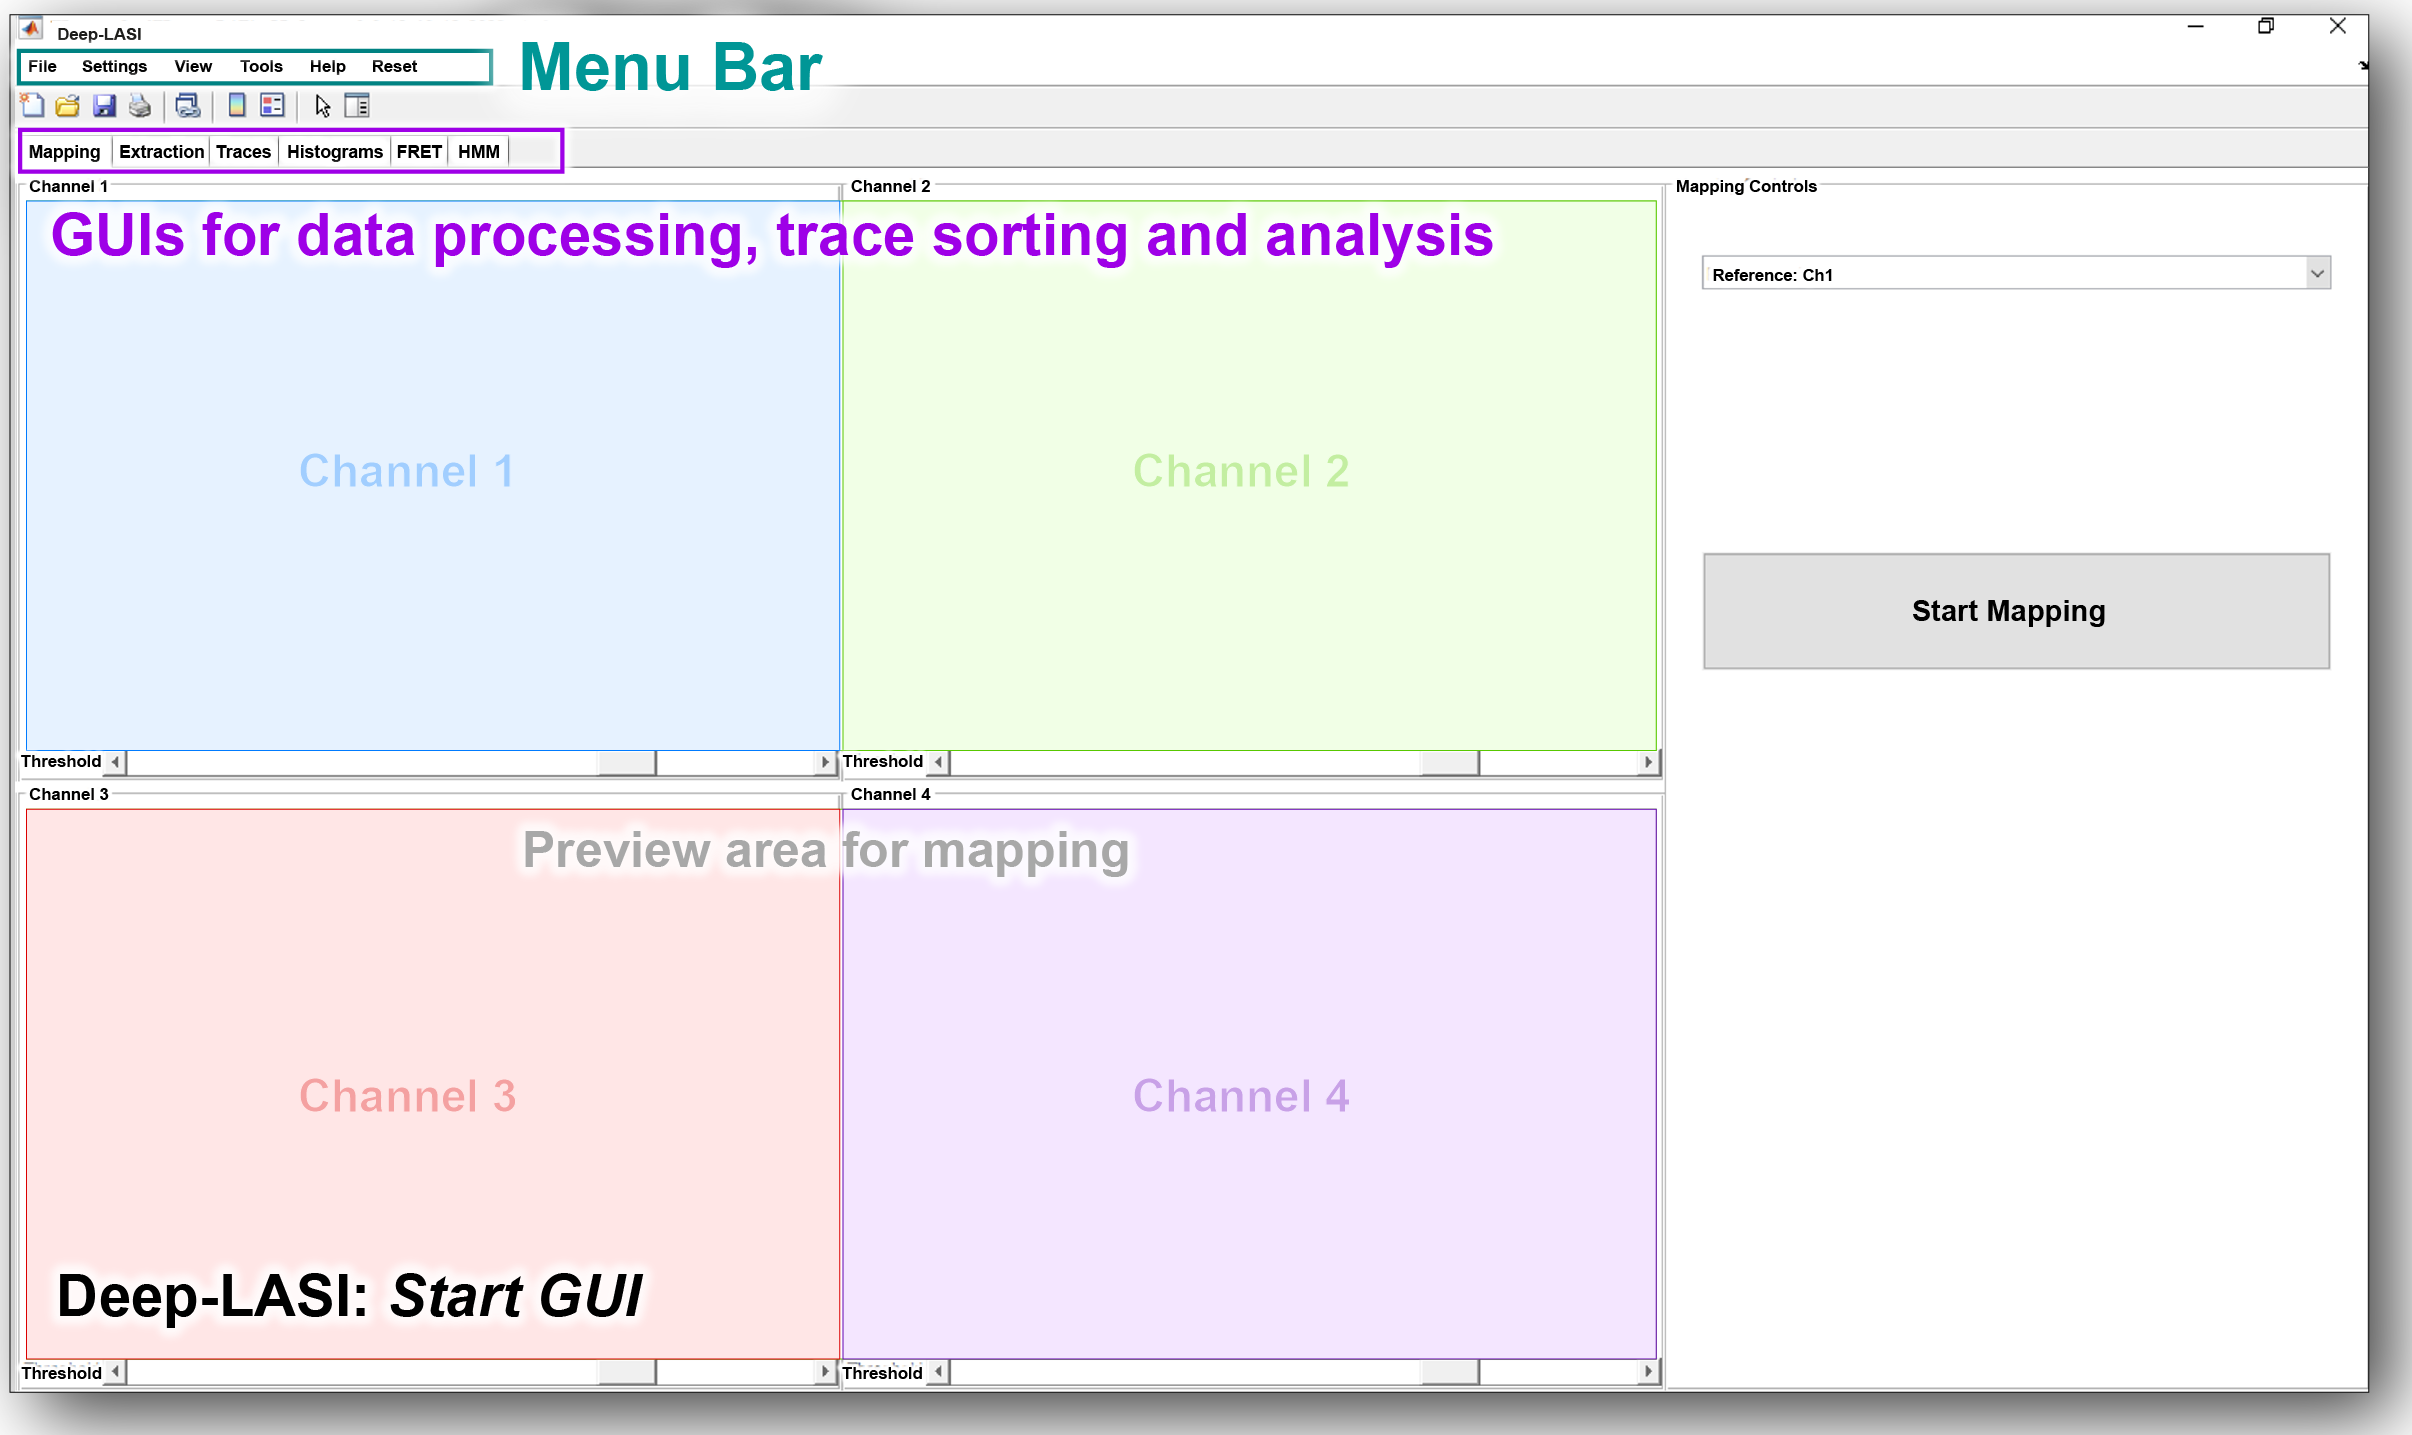 Deep-LASI
File Settings View Tools Help Reset
Menu Bar
Mapping Extraction Traces Histograms FRET HMM
Channel 1
Channel 2
Mapping Controls
GUIs for data processing, trace sorting and analysis
Reference: Ch1
Channel 1
Channel 2
Start Mapping
Threshold
Threshold
Channel 3
Channel 4
Preview area for mapping
Channel 3
Channel 4
Deep-LASI: Start GUI
Threshold
Threshold